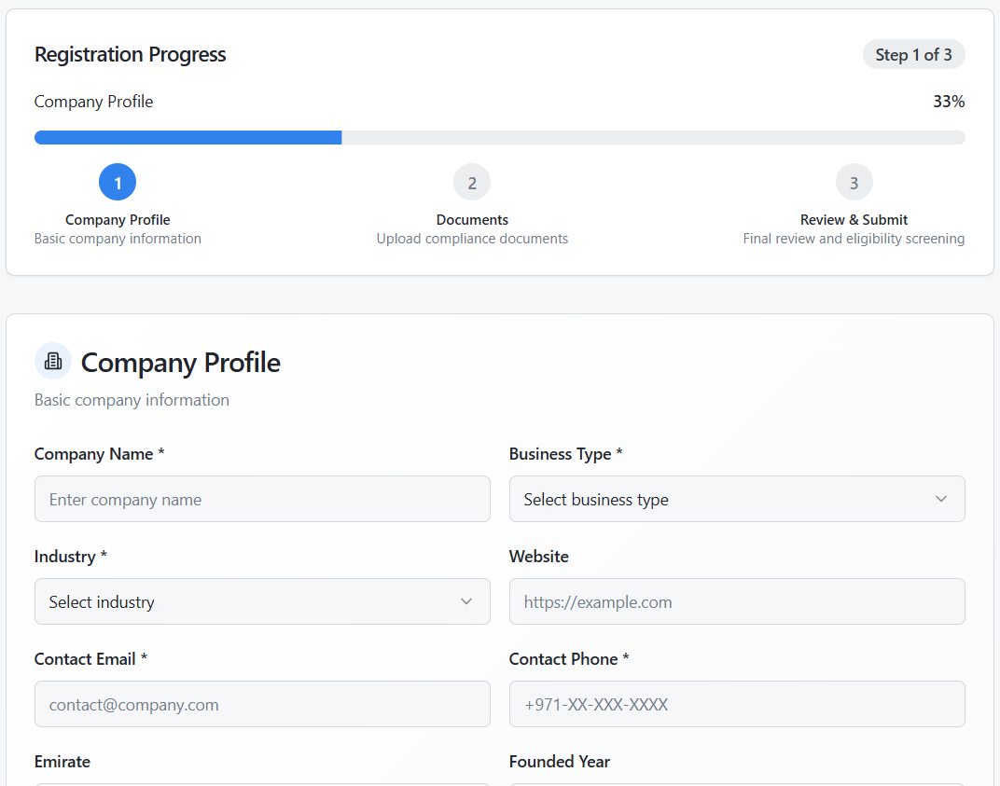 Registration Progress
Step 1 of 3
Company Profile
33%
1
2
3
Company Profile
Documents
Review & Submit
Basic company information
Upload compliance documents
Final review and eligibility screening
Company Profile
Basic company information
Company Name *
Business Type *
Enter company name
Select business type
Industry *
Website
Select industry
https://example.com
Contact Email *
Contact Phone *
contact@company.com
+971-XX-XXX-XXXX
Emirate
Founded Year